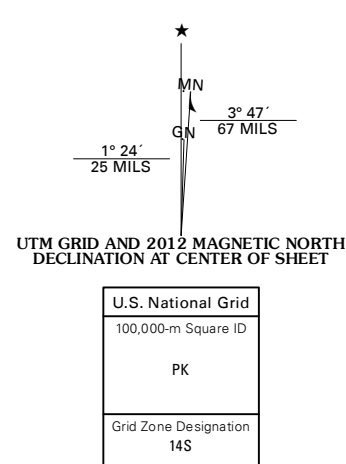 ★
MN
3° 47´
67 MILS
GN
1° 24´
25 MILS
UTM GRID AND 2012 MAGNETIC NORTH
DECLINATION AT CENTER OF SHEET
U.S. National Grid
100,000-m Square ID
PK
Grid Zone Designation
14S